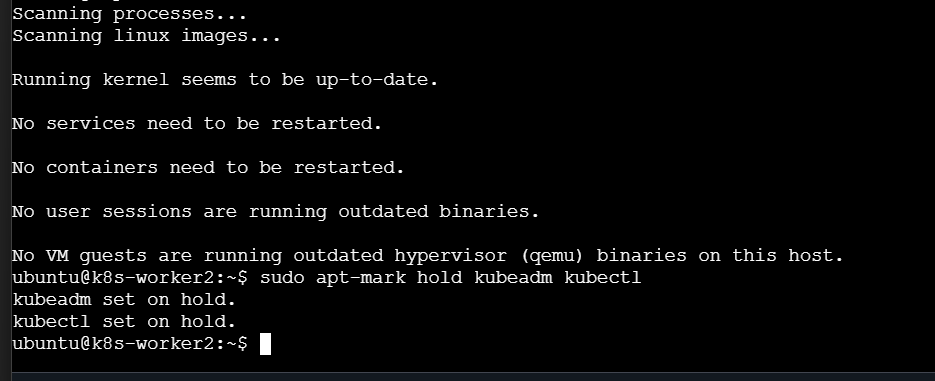 Scanning processes...
Scanning linux images...
Running kernel seems to be up-to-date.
No services need to be restarted.
No containers need to be restarted.
No user sessions are running outdated binaries.
No VM guests are running outdated hypervisor (qemu) binaries on this host.
ubuntu@k8s-worker2:~$ sudo apt-mark hold kubeadm kubectl
kubeadm set on hold.
kubectl set on hold.
ubuntu@k8s-worker2:~$